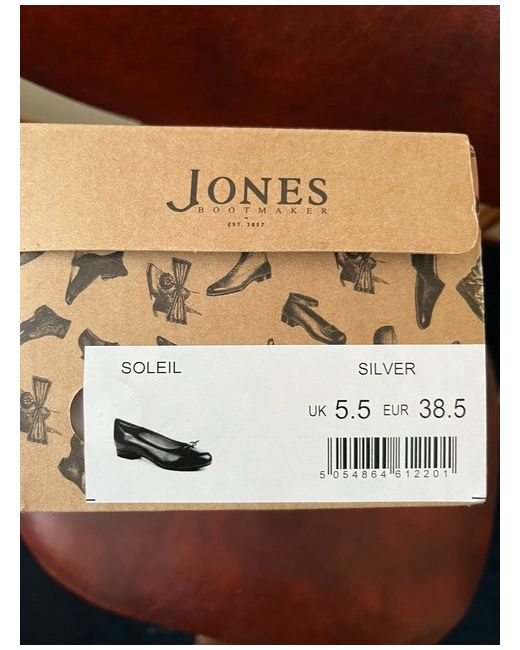 JONES
BOOTMAKER
EST. 1857
SOLEIL
SILVER
UK 5.5 EUR 38.5
5 054864 612201